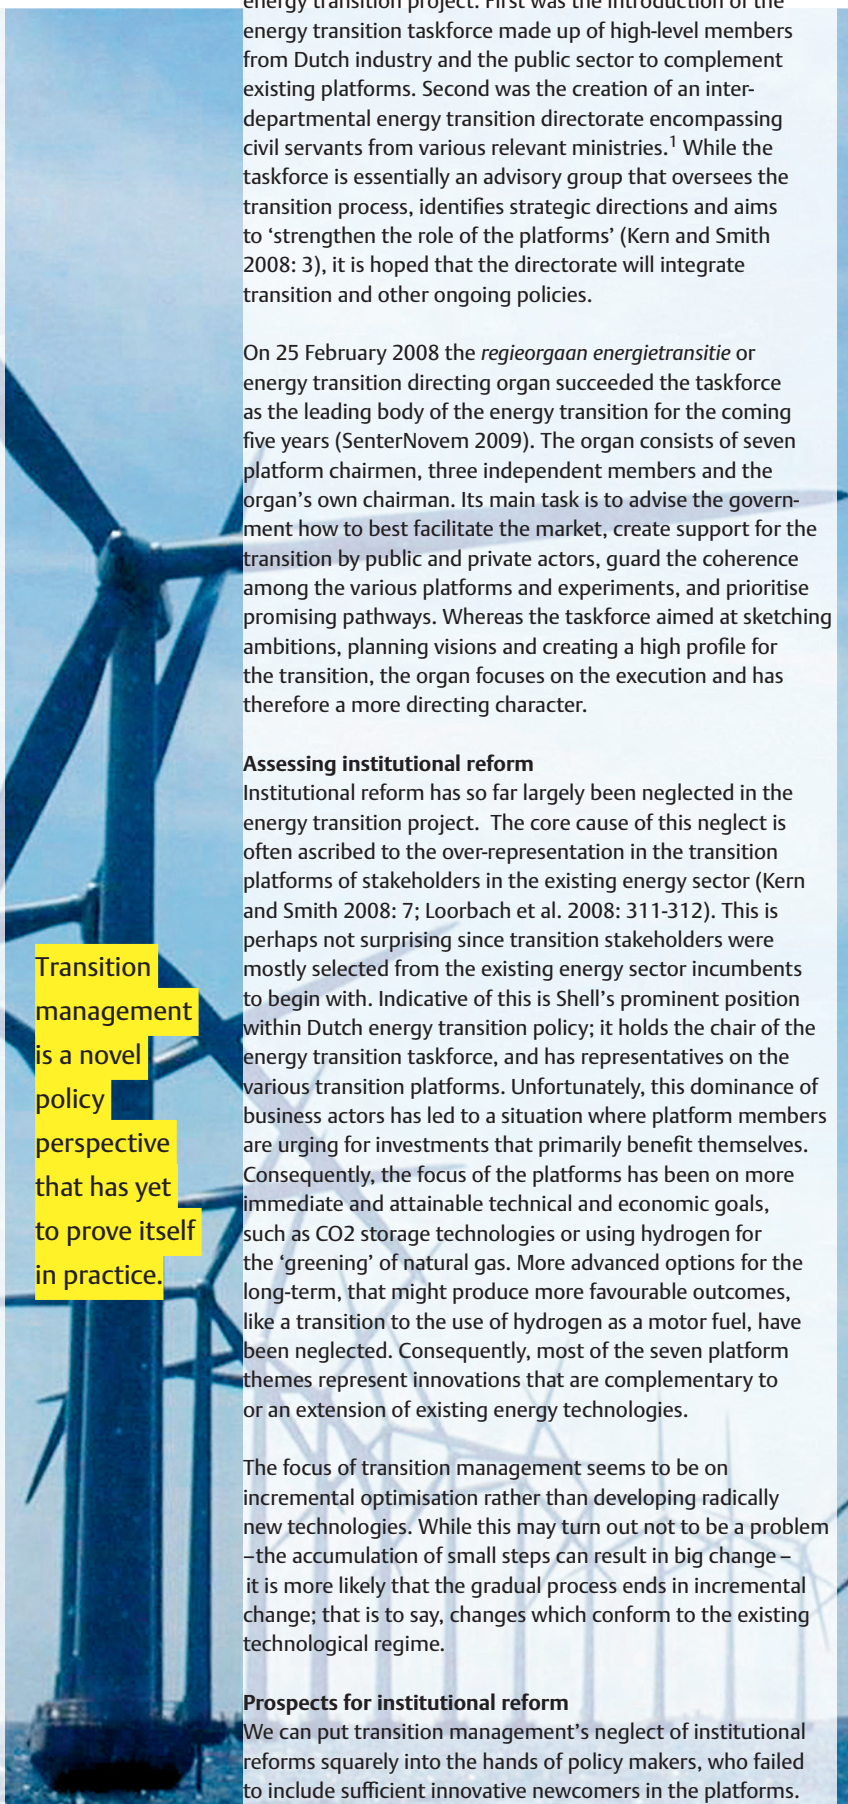 energy transition project. First was the introduction of the
energy transition taskforce made up of high-level members
from Dutch industry and the public sector to complement
existing platforms. Second was the creation of an inter-
departmental energy transition directorate encompassing
civil servants from various relevant ministries.1 While the
taskforce is essentially an advisory group that oversees the
transition process, identifies strategic directions and aims
to ‘strengthen the role of the platforms’ (Kern and Smith
2008: 3), it is hoped that the directorate will integrate
transition and other ongoing policies.
On 25 February 2008 the regieorgaan energietransitie or
energy transition directing organ succeeded the taskforce
as the leading body of the energy transition for the coming
five years (SenterNovem 2009). The organ consists of seven
platform chairmen, three independent members and the
organ’s own chairman. Its main task is to advise the govern-
ment how to best facilitate the market, create support for the
transition by public and private actors, guard the coherence
among the various platforms and experiments, and prioritise
promising pathways. Whereas the taskforce aimed at sketching
ambitions, planning visions and creating a high profile for
the transition, the organ focuses on the execution and has
therefore a more directing character.
Assessing institutional reform
Institutional reform has so far largely been neglected in the
energy transition project.  The core cause of this neglect is
often ascribed to the over-representation in the transition
platforms of stakeholders in the existing energy sector (Kern
and Smith 2008: 7; Loorbach et al. 2008: 311-312). This is
perhaps not surprising since transition stakeholders were
mostly selected from the existing energy sector incumbents
to begin with. Indicative of this is Shell’s prominent position
within Dutch energy transition policy; it holds the chair of the
energy transition taskforce, and has representatives on the
various transition platforms. Unfortunately, this dominance of
business actors has led to a situation where platform members
are urging for investments that primarily benefit themselves.
Consequently, the focus of the platforms has been on more
immediate and attainable technical and economic goals,
such as CO2 storage technologies or using hydrogen for
the ‘greening’ of natural gas. More advanced options for the
long-term, that might produce more favourable outcomes,
like a transition to the use of hydrogen as a motor fuel, have
been neglected. Consequently, most of the seven platform
themes represent innovations that are complementary to
or an extension of existing energy technologies.
The focus of transition management seems to be on
incremental optimisation rather than developing radically
new technologies. While this may turn out not to be a problem
–the accumulation of small steps can result in big change –
it is more likely that the gradual process ends in incremental
change; that is to say, changes which conform to the existing
technological regime.
Prospects for institutional reform
We can put transition management’s neglect of institutional
reforms squarely into the hands of policy makers, who failed
to include sufficient innovative newcomers in the platforms.
Transition
management
is a novel
policy
perspective
that has yet
to prove itself
in practice.